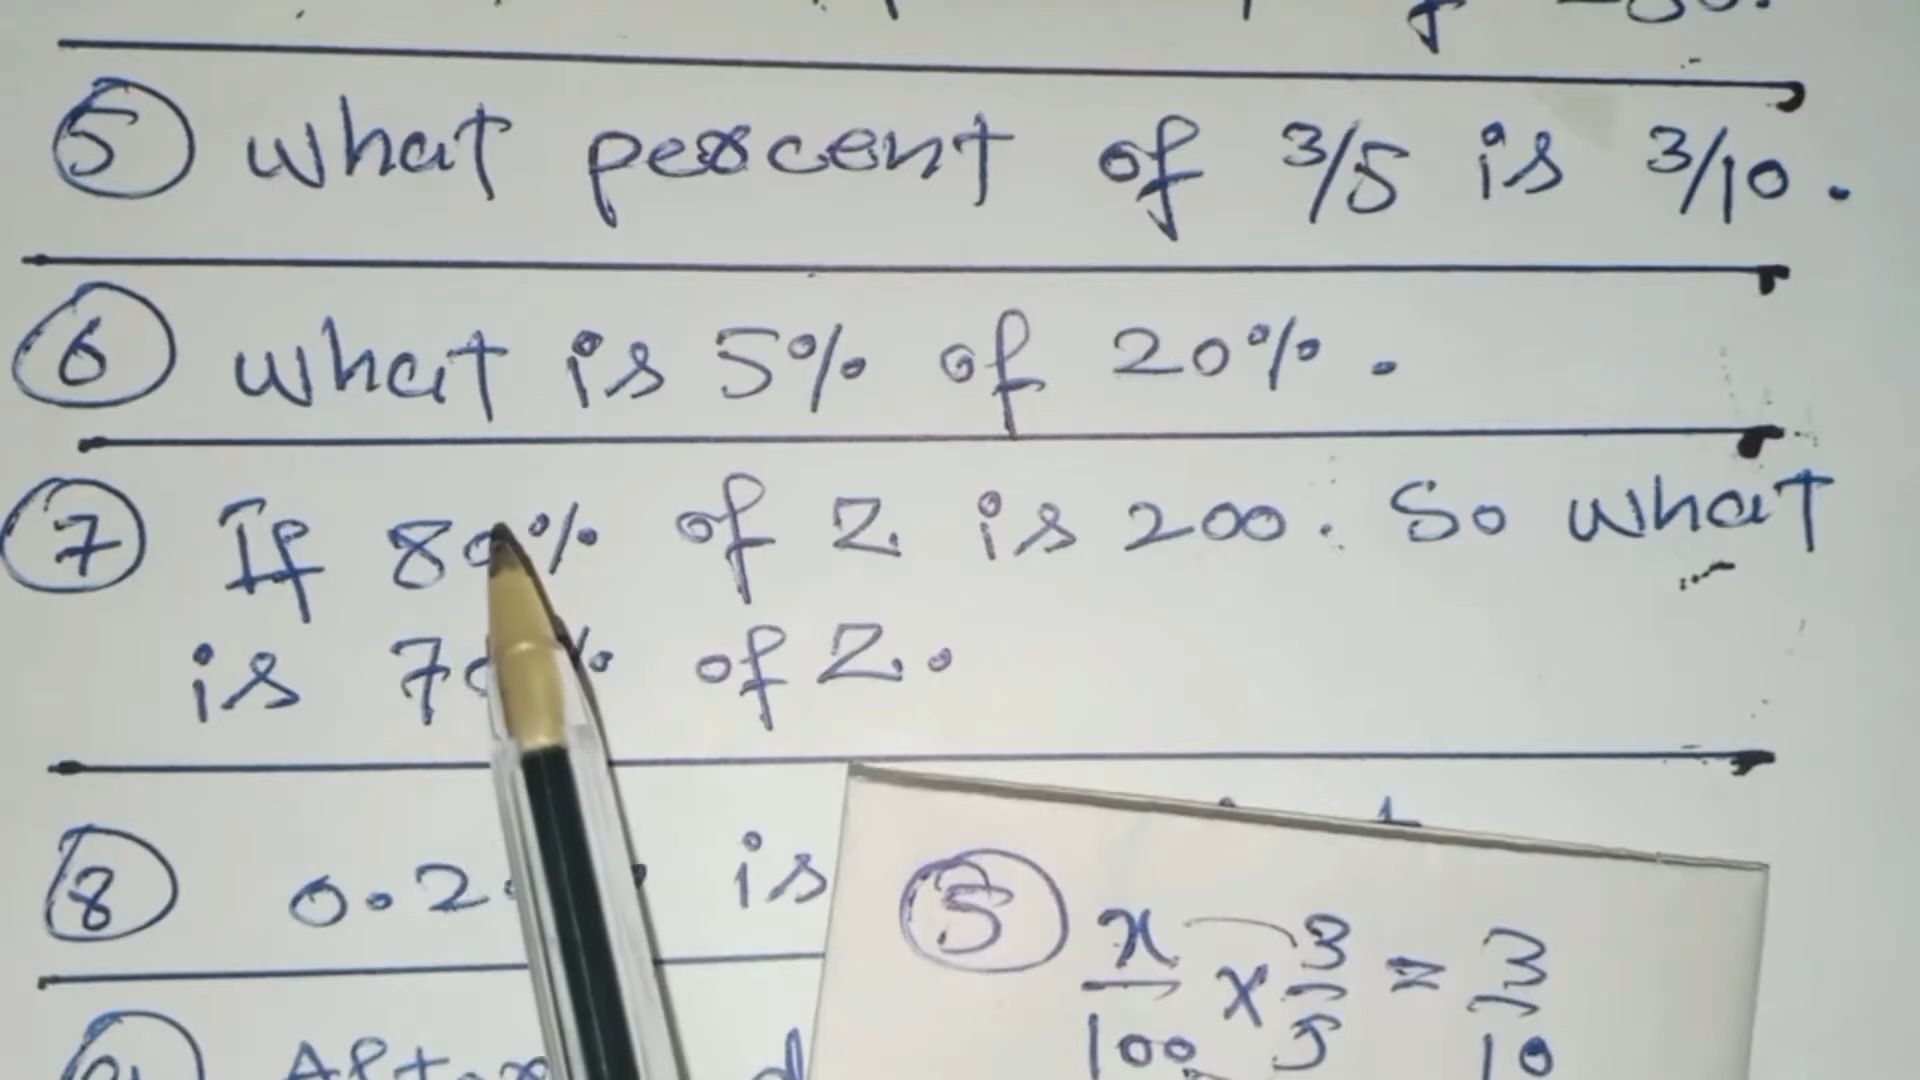 5 What percent of 3/5 is 3/10.
6 What is 5% of 20%.
7 If 80% of Z is 200. So what
is 70% of Z.
8 0.2 is
5 x/100 × 3/5 = 3/10